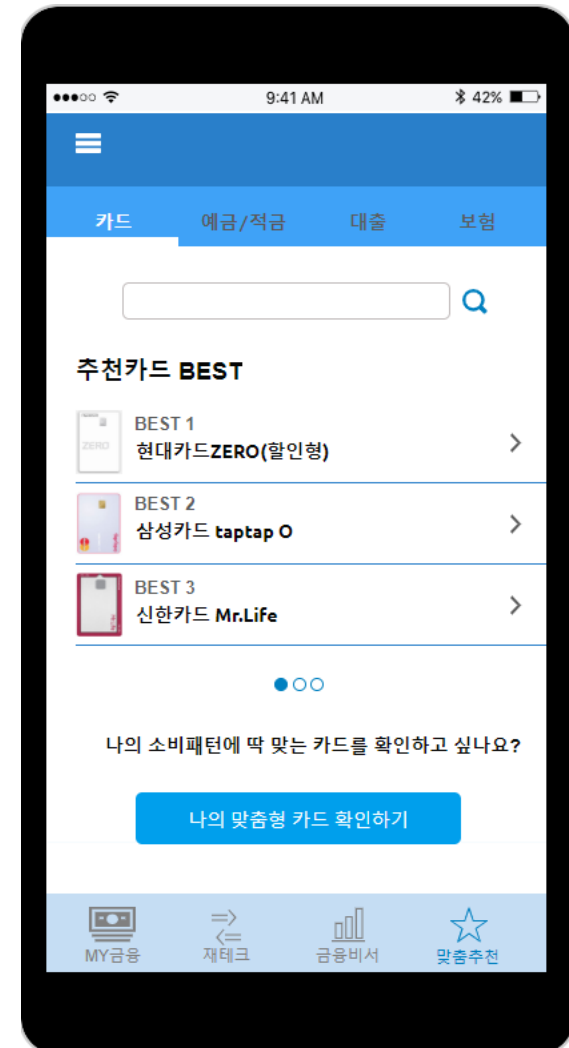 9:41 AM
42%
카드 예금/적금 대출 보험
추천카드 BEST
ZERO
BEST 1
현대카드ZERO(할인형)
BEST 2
삼성카드 taptap O
BEST 3
신한카드 Mr.Life
나의 소비패턴에 딱 맞는 카드를 확인하고 싶나요?
나의 맞춤형 카드 확인하기
MY금융 재테크 금융비서 맞춤추천